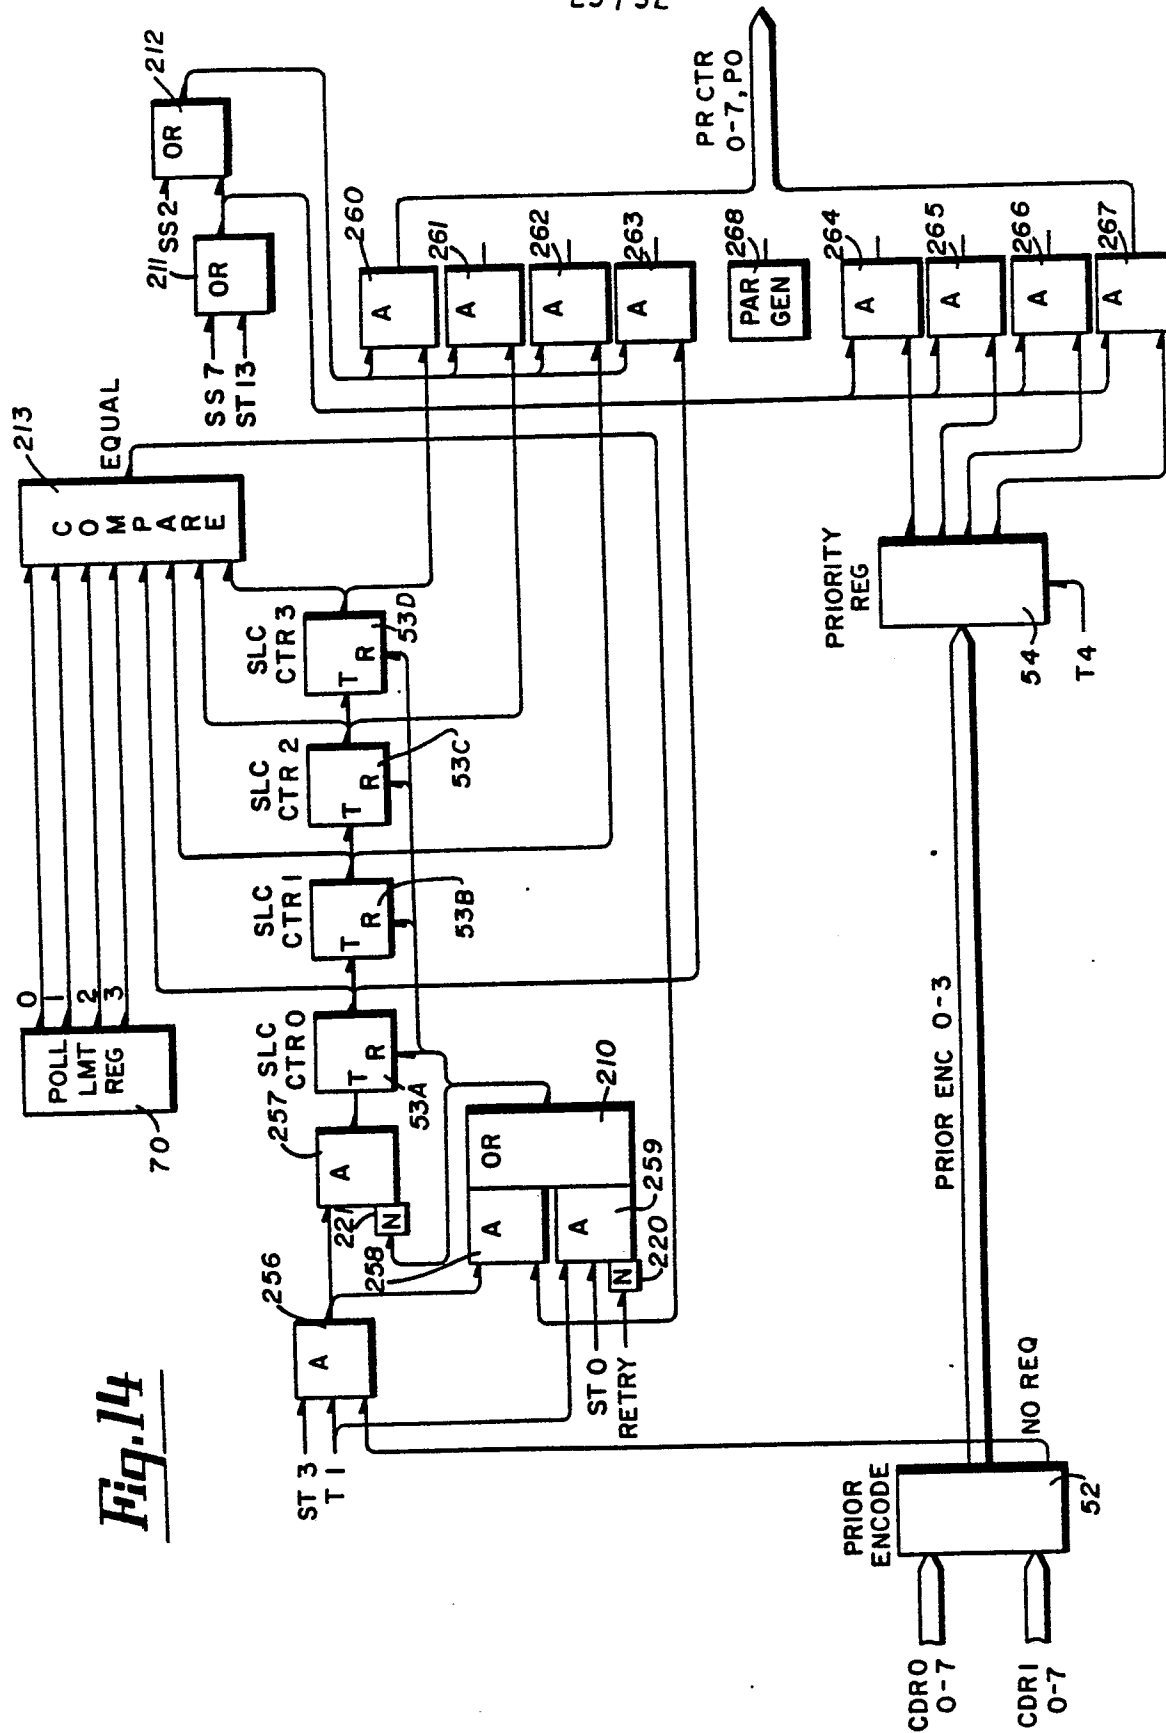 Fig. 14
POLL
LMT
REG
70
0
1
2
3
213
COMPARE
EQUAL
211
OR
SS7
ST13
SS2
212
OR
ST 3
T 1
256
A
257
A
221
N
258
A
OR
210
A
259
ST 0
RETRY
N
220
SLC
CTR 0
T
R
53A
SLC
CTR 1
T
R
53B
SLC
CTR 2
T
R
53C
SLC
CTR 3
T
R
53D
260
A
261
A
262
A
263
A
268
PAR
GEN
264
A
265
A
266
A
267
A
PR CTR
0-7, P0
PRIORITY
REG
54
T4
PRIOR ENC 0-3
NO REQ
PRIOR
ENCODE
52
CDR0
0-7
CDR1
0-7